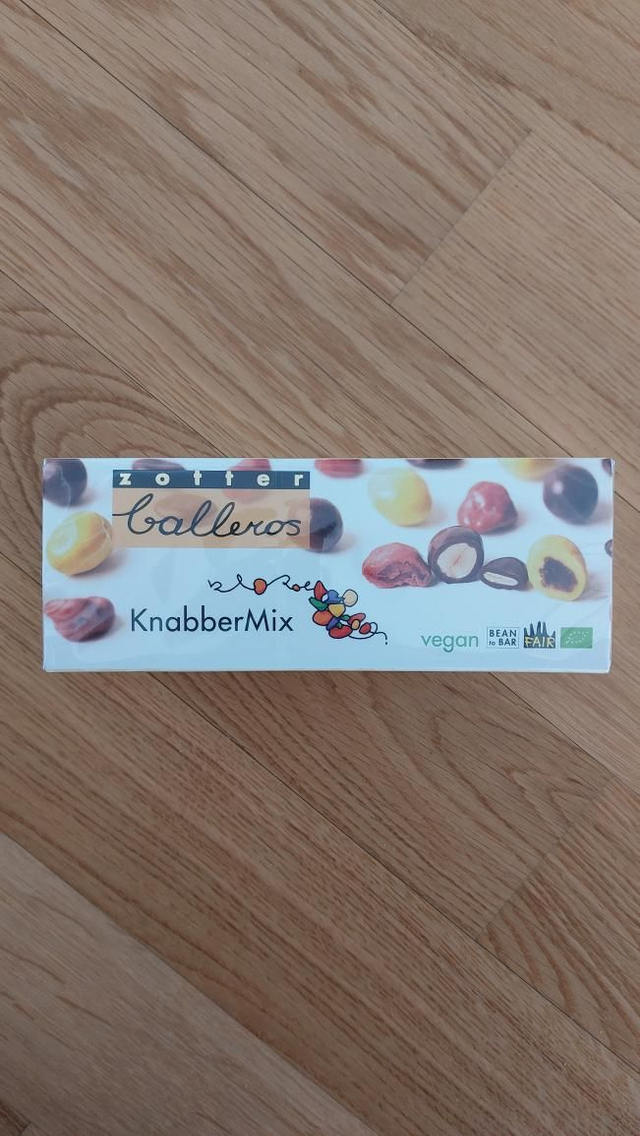 zotter
balleros
KnabberMix
vegan
BEAN
to BAR
FAIR